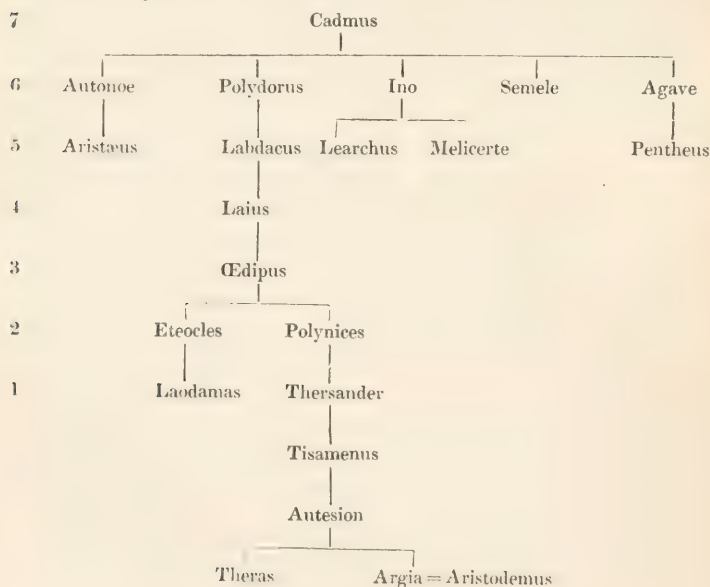 7 Cadmus
6 Autonoe Polydorus Ino Semele Agave
5 Aristæus Labdacus Learchus Melicerte Pentheus
4 Laius
3 Œdipus
2 Eteocles Polynices
1 Laodamas Thersander
Tisamenus
Autesion
Theras Argia = Aristodemus